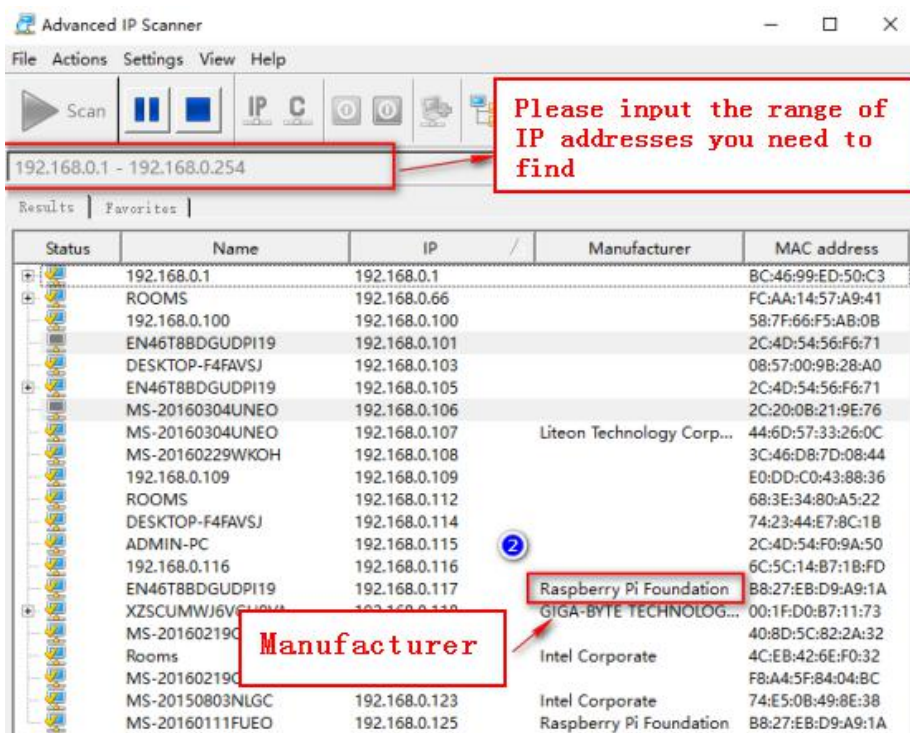 Advanced IP Scanner
File Actions Settings View Help
Scan IP C
Please input the range of
IP addresses you need to
find
192.168.0.1 - 192.168.0.254
Results Favorites
Status Name IP Manufacturer MAC address
192.168.0.1 192.168.0.1 BC:46:99:ED:50:C3
ROOMS 192.168.0.66 FC:AA:14:57:A9:41
192.168.0.100 192.168.0.100 58:7F:66:F5:AB:0B
EN46T8BDGUDPI19 192.168.0.101 2C:4D:54:56:F6:71
DESKTOP-F4FAVSJ 192.168.0.103 08:57:00:9B:28:A0
EN46T8BDGUDPI19 192.168.0.105 2C:4D:54:56:F6:71
MS-20160304UNEO 192.168.0.106 2C:20:0B:21:9E:76
MS-20160304UNEO 192.168.0.107 Liteon Technology Corp... 44:6D:57:33:26:0C
MS-20160229WKOH 192.168.0.108 3C:46:D8:7D:08:44
192.168.0.109 192.168.0.109 E0:DD:C0:43:88:36
ROOMS 192.168.0.112 68:3E:34:80:A5:22
DESKTOP-F4FAVSJ 192.168.0.114 74:23:44:E7:8C:1B
ADMIN-PC 192.168.0.115 2 2C:4D:54:F0:9A:50
192.168.0.116 192.168.0.116 6C:5C:14:B7:1B:FD
EN46T8BDGUDPI19 192.168.0.117 Raspberry Pi Foundation B8:27:EB:D9:A9:1A
GIGA-BYTE TECHNOLOG... 00:1F:D0:B7:11:73
MS-20160219 40:8D:5C:82:2A:32
Manufacturer
Rooms Intel Corporate 4C:EB:42:6E:F0:32
MS-20160219 F8:A4:5F:84:04:BC
MS-20150803NLGC 192.168.0.123 Intel Corporate 74:E5:0B:49:8E:38
MS-20160111FUEO 192.168.0.125 Raspberry Pi Foundation B8:27:EB:D9:A9:1A